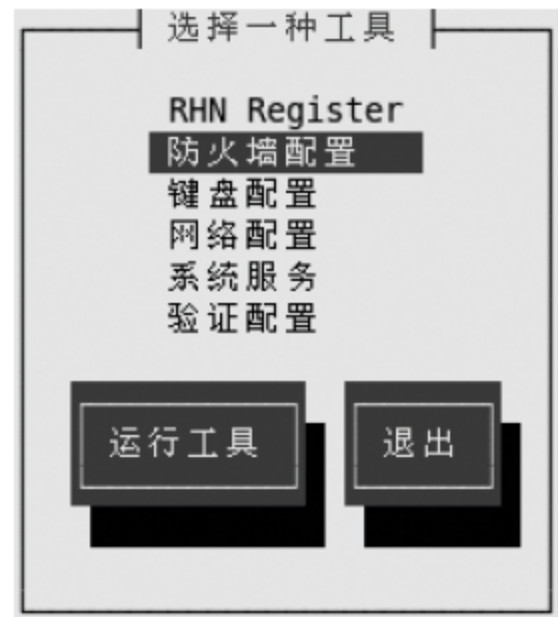 选择一种工具
RHN Register
防火墙配置
键盘配置
网络配置
系统服务
验证配置
运行工具 退出